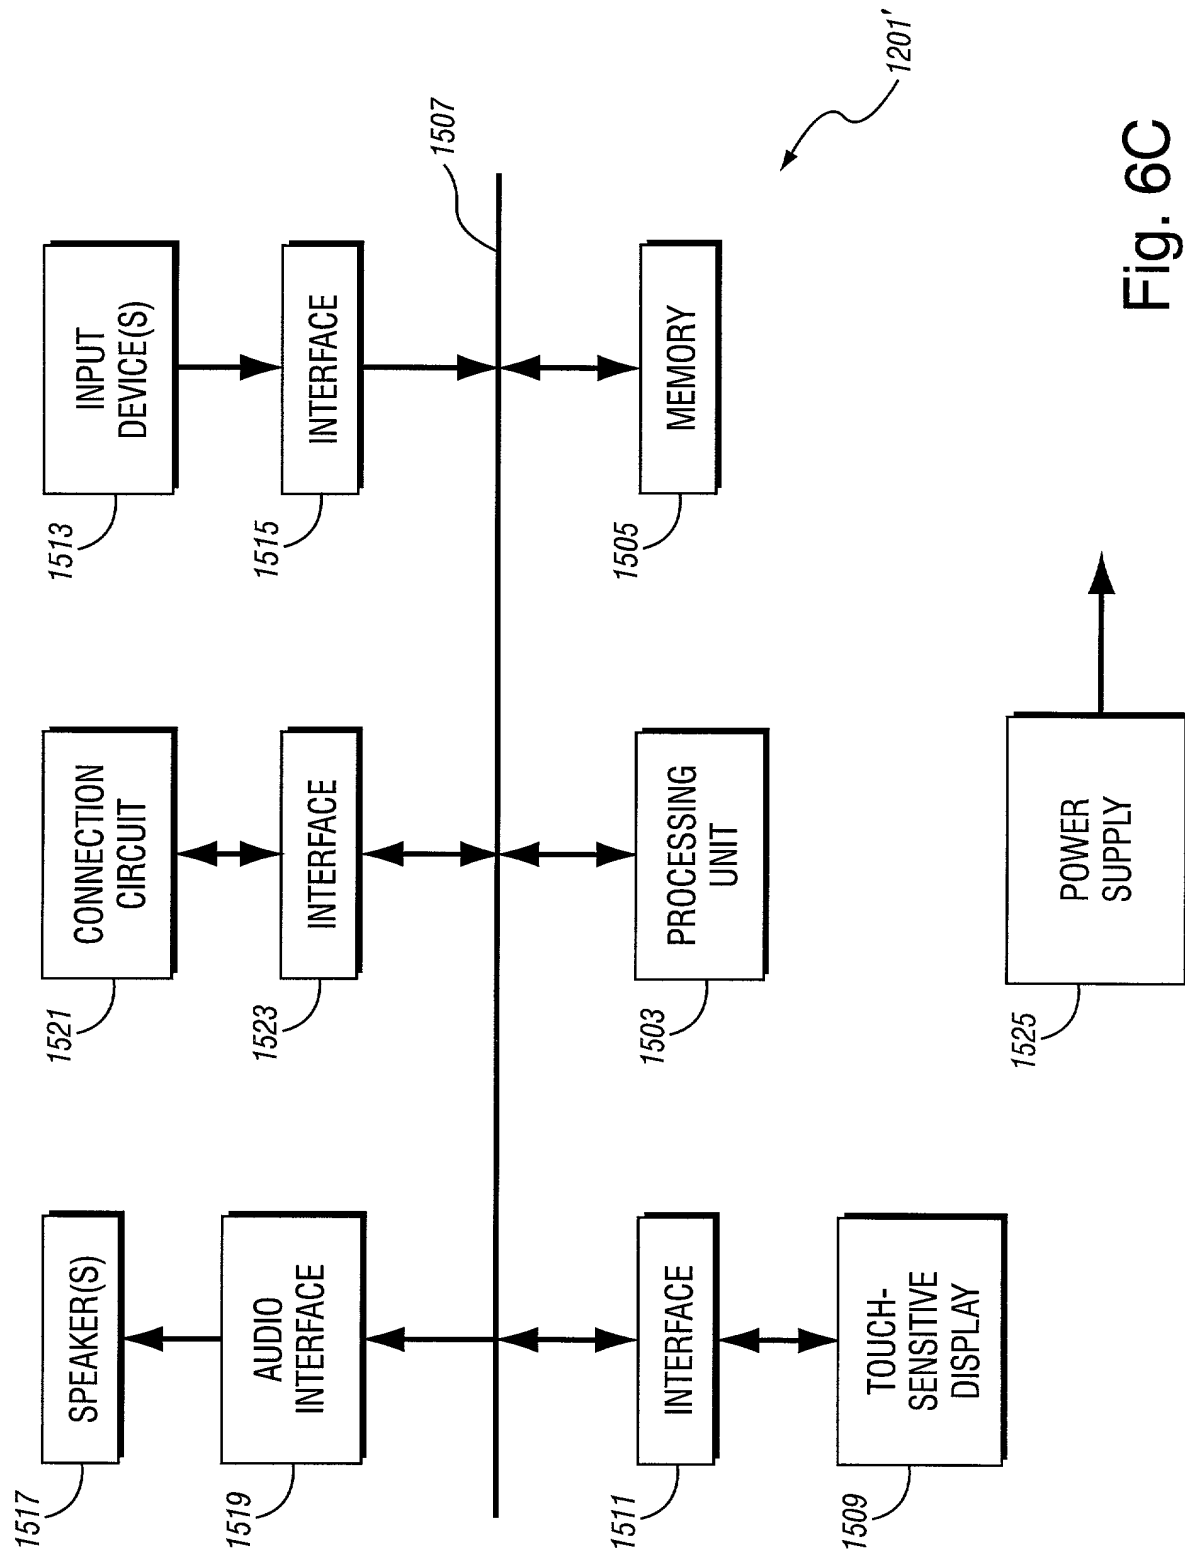 1517
SPEAKER(S)
1519
AUDIO
INTERFACE
1521
CONNECTION
CIRCUIT
1523
INTERFACE
1513
INPUT
DEVICE(S)
1515
INTERFACE
1507
1511
INTERFACE
1509
TOUCH-
SENSITIVE
DISPLAY
1503
PROCESSING
UNIT
1505
MEMORY
1201'
1525
POWER
SUPPLY
Fig. 6C